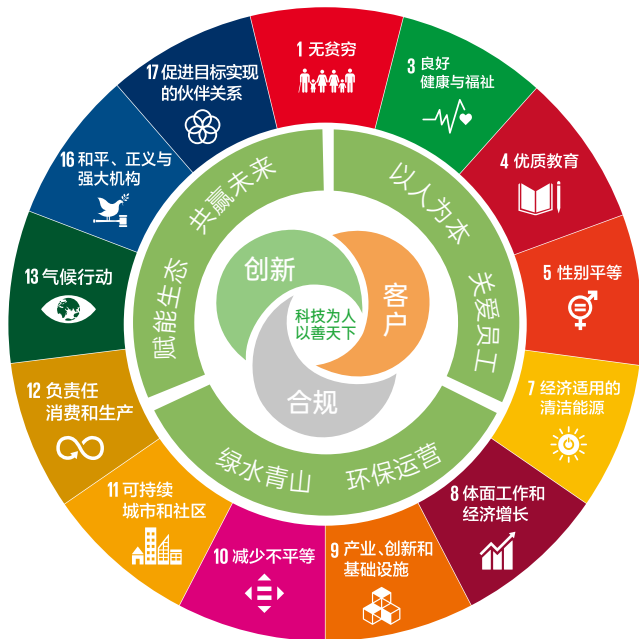 1 无贫穷
3 良好
健康与福祉
4 优质教育
5 性别平等
7 经济适用的
清洁能源
8 体面工作和
经济增长
9 产业、创新和
基础设施
10 减少不平等
11 可持续
城市和社区
12 负责任
消费和生产
13 气候行动
16 和平、正义与
强大机构
17 促进目标实现
的伙伴关系
共赢未来
赋能生态
以人为本
关爱员工
绿水青山
环保运营
创新
客户
合规
科技为人
以善天下